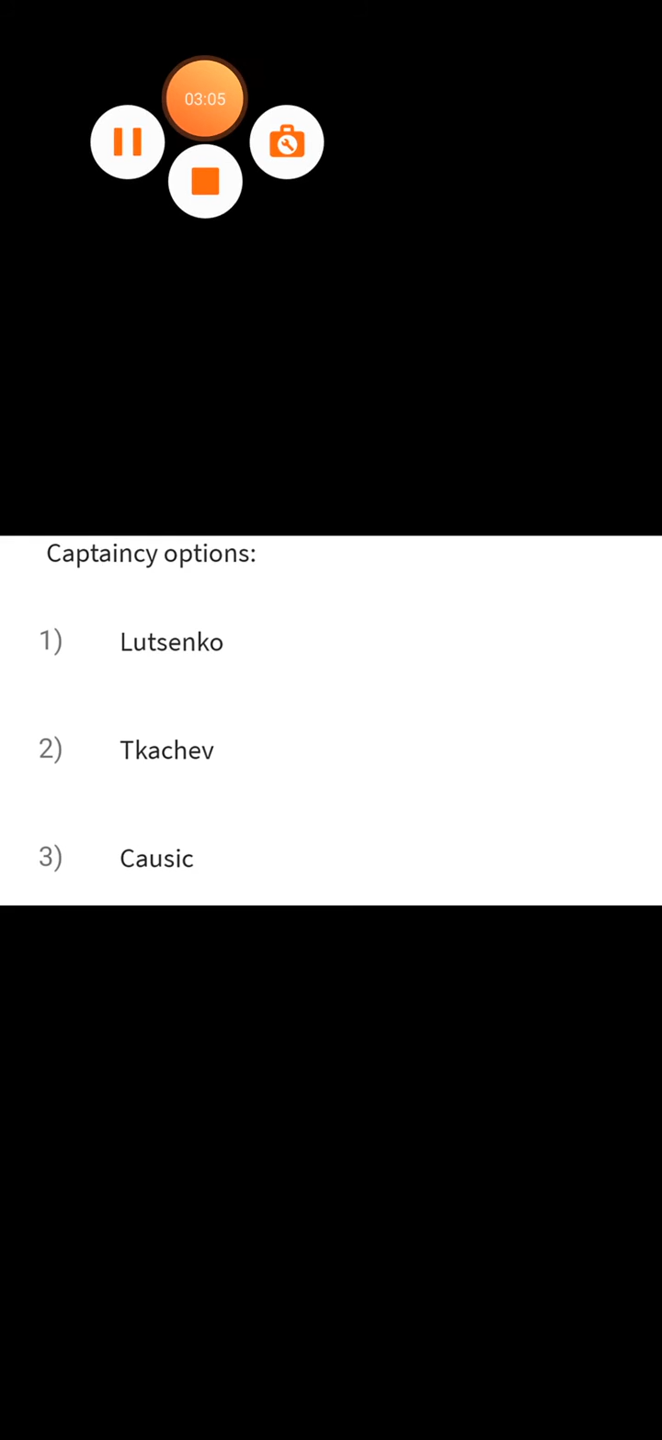 03:05
Captaincy options:
1) Lutsenko
2) Tkachev
3) Causic